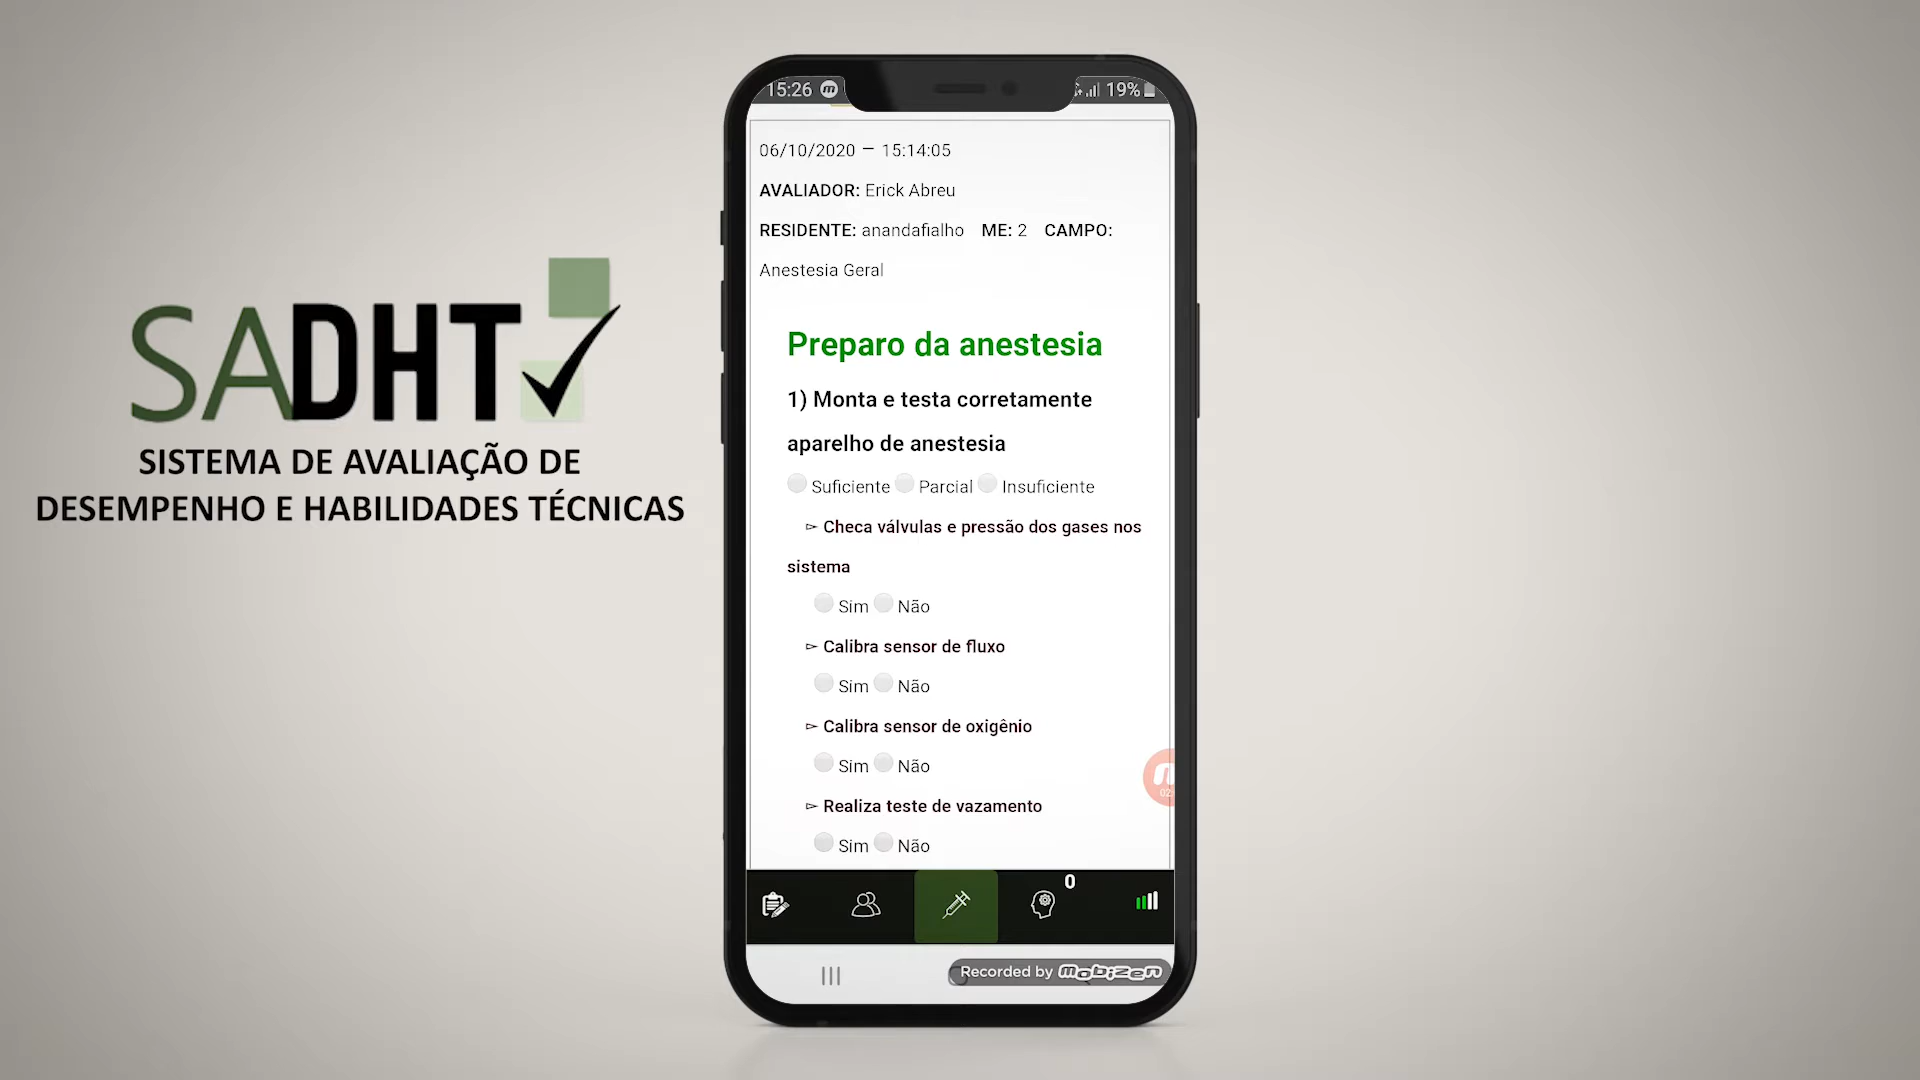 SADHT
SISTEMA DE AVALIAÇÃO DE
DESEMPENHO E HABILIDADES TÉCNICAS
15:26
19%
06/10/2020 – 15:14:05
AVALIADOR: Erick Abreu
RESIDENTE: anandafialho ME: 2 CAMPO:
Anestesia Geral
Preparo da anestesia
1) Monta e testa corretamente
aparelho de anestesia
Suficiente Parcial Insuficiente
▻ Checa válvulas e pressão dos gases nos
sistema
Sim Não
▻ Calibra sensor de fluxo
Sim Não
▻ Calibra sensor de oxigênio
Sim Não
▻ Realiza teste de vazamento
Sim Não
0
Recorded by mobizen